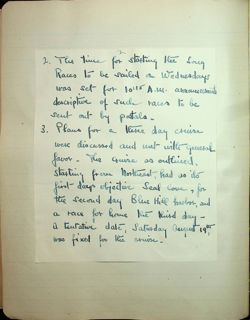 2. The time for starting the Long
Races to be sailed on Wednesdays
was set for 10:15 A.M. announcements
descriptive of such races to be
sent out by postals.
3. Plans for a three day cruise
were discussed and met with general
favor. The cruise as outlined,
starting from Northeast, had as its
first days objective Seal Cove, for
the second day Blue Hill harbor, and
a race for home the third day –
a tentative date, Saturday August 19th
was fixed for the cruise.